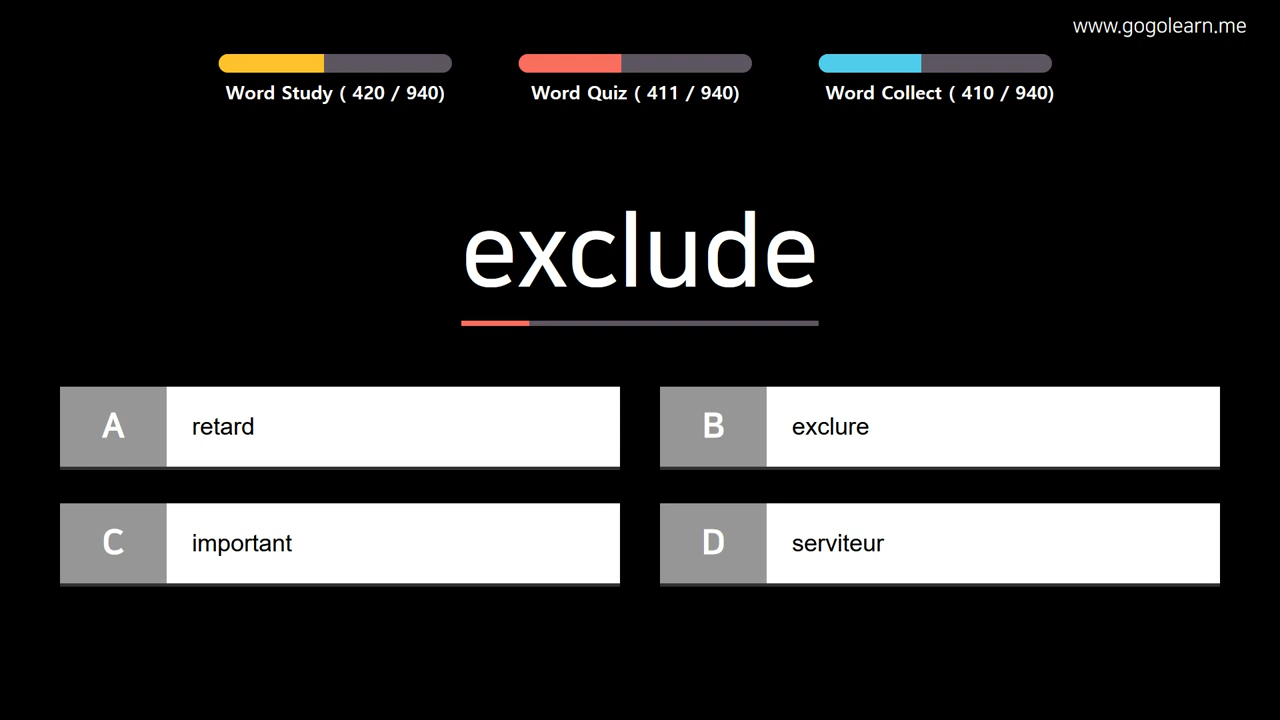 www.gogolearn.me
Word Study ( 420 / 940)
Word Quiz ( 411 / 940)
Word Collect ( 410 / 940)
exclude
A retard
B exclure
C important
D serviteur